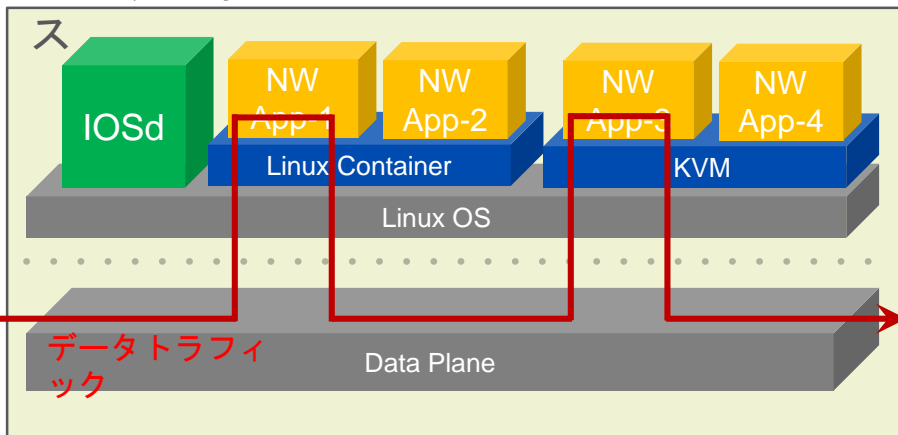 ス
IOSd
NW
App-1
NW
App-2
NW
App-3
NW
App-4
Linux Container
KVM
Linux OS
データトラフィ
ック
Data Plane